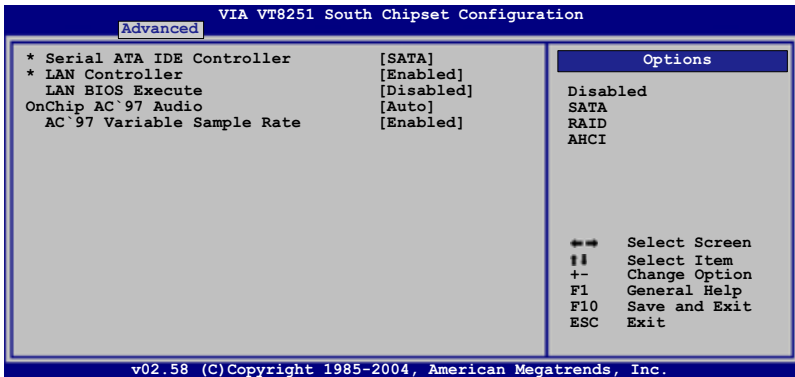 VIA VT8251 South Chipset Configuration
Advanced
* Serial ATA IDE Controller [SATA]
* LAN Controller [Enabled]
LAN BIOS Execute [Disabled]
OnChip AC`97 Audio [Auto]
AC`97 Variable Sample Rate [Enabled]
Options
Disabled
SATA
RAID
AHCI
←→ Select Screen
↑↓ Select Item
+- Change Option
F1 General Help
F10 Save and Exit
ESC Exit
v02.58 (C)Copyright 1985-2004, American Megatrends, Inc.